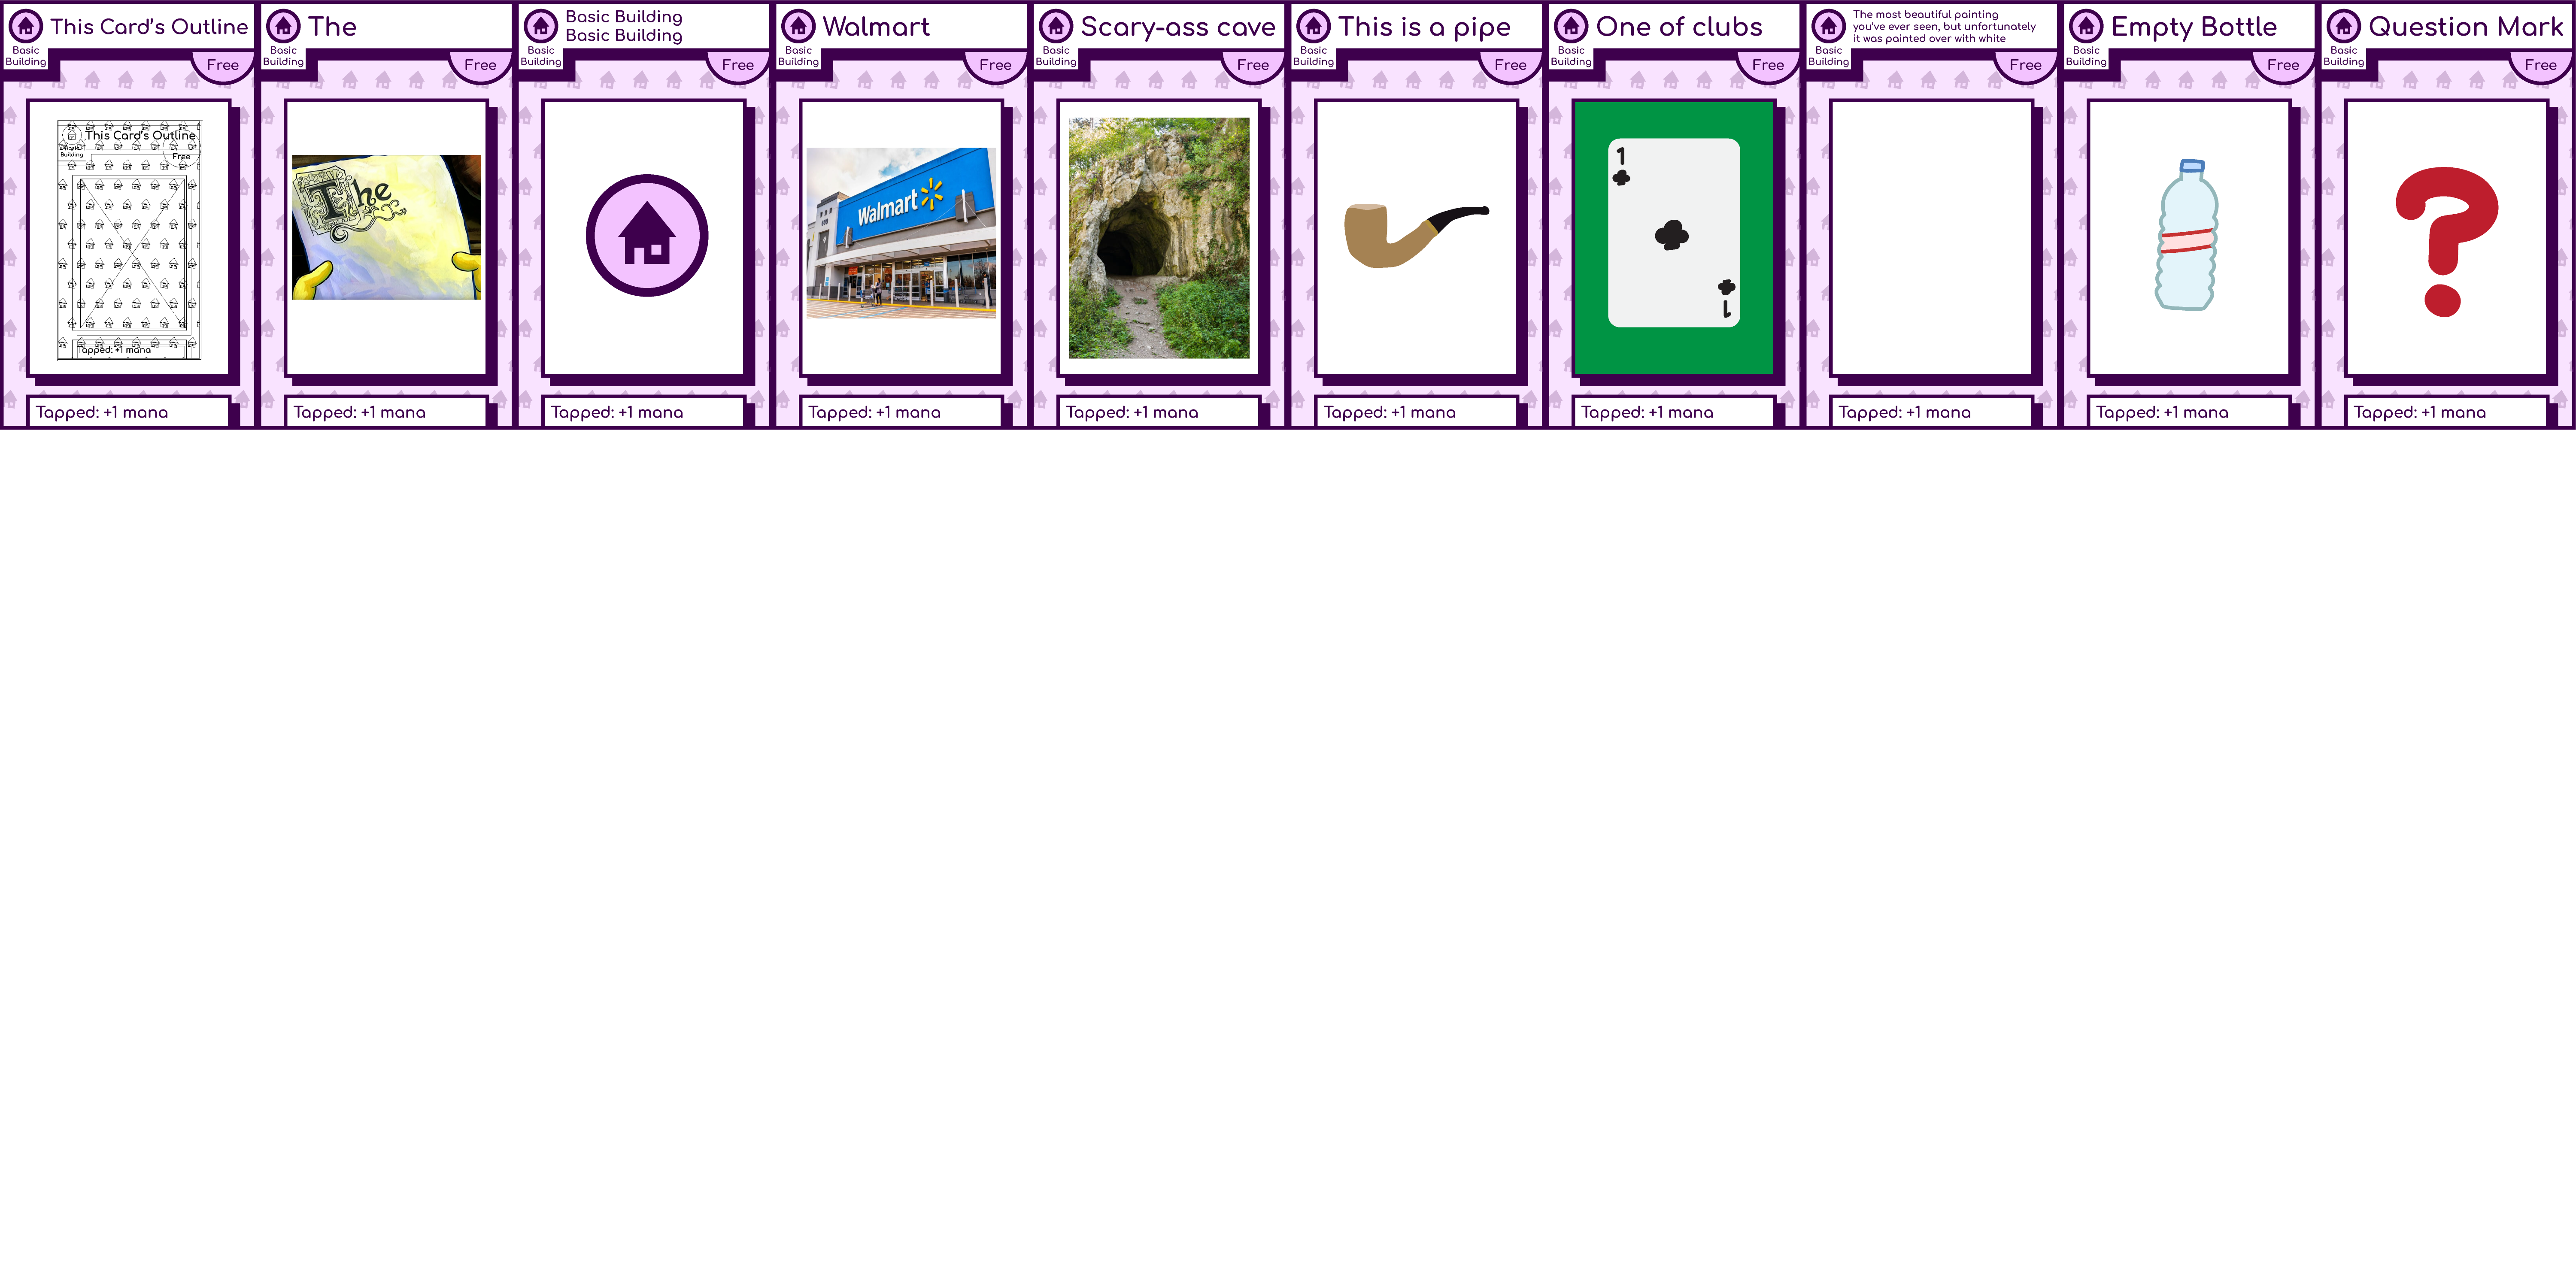 This Card's Outline
Basic
Building
Free
This Card's Outline
Basic
Building
Free
Tapped: +1 mana
Tapped: +1 mana
The
Basic
Building
Free
The
Tapped: +1 mana
Basic Building
Basic Building
Basic
Building
Free
Tapped: +1 mana
Walmart
Basic
Building
Free
Walmart
Tapped: +1 mana
Scary-ass cave
Basic
Building
Free
Tapped: +1 mana
This is a pipe
Basic
Building
Free
Tapped: +1 mana
One of clubs
Basic
Building
Free
1
1
Tapped: +1 mana
The most beautiful painting
you've ever seen, but unfortunately
it was painted over with white
Basic
Building
Free
Tapped: +1 mana
Empty Bottle
Basic
Building
Free
Tapped: +1 mana
Question Mark
Basic
Building
Free
?
Tapped: +1 mana